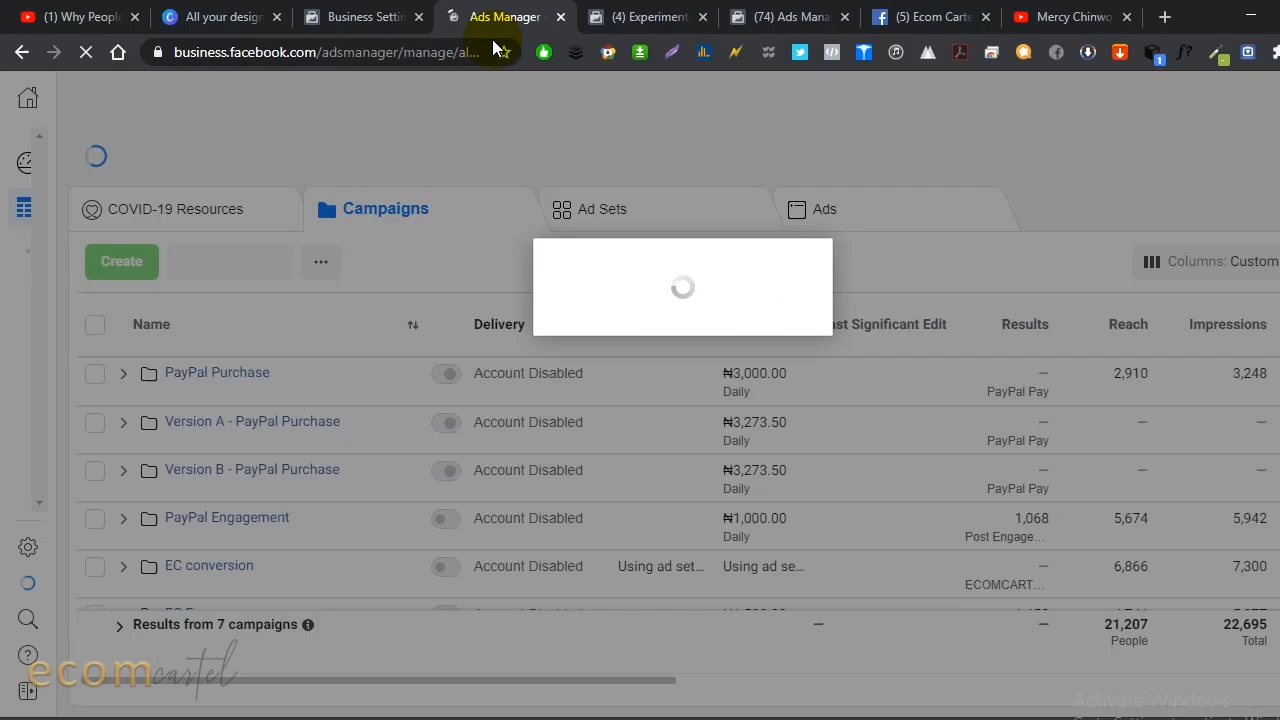 (1) Why People
All your design
Business Settin
Ads Manager -
(4) Experiment
(74) Ads Mana
(5) Ecom Carte
Mercy Chinwo
business.facebook.com/adsmanager/manage/al...
f?
1
COVID-19 Resources
Campaigns
Ad Sets
Ads
Create
Columns: Custom
Name
Delivery
ast Significant Edit
Results
Reach
Impressions
PayPal Purchase
Account Disabled
₦3,000.00
Daily
—
PayPal Pay
2,910
3,248
Version A - PayPal Purchase
Account Disabled
₦3,273.50
Daily
—
PayPal Pay
—
—
Version B - PayPal Purchase
Account Disabled
₦3,273.50
Daily
—
PayPal Pay
—
—
PayPal Engagement
Account Disabled
₦1,000.00
Daily
1,068
Post Engage...
5,674
5,942
EC conversion
Account Disabled
Using ad set...
Using ad se...
—
ECOMCART...
6,866
7,300
Results from 7 campaigns
—
—
21,207
People
22,695
Total
ecomcartel
Activate Windows